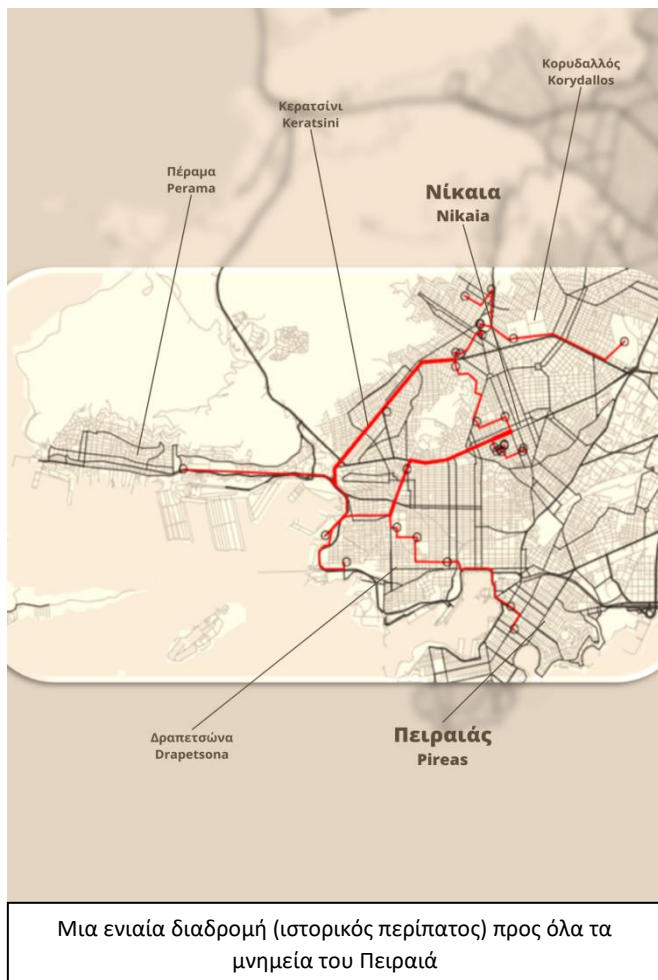 Κορυδαλλός
Korydallos
Κερατσίνι
Keratsini
Πέραμα
Perama
Νίκαια
Nikaia
Δραπετσώνα
Drapetsona
Πειραιάς
Pireas
Μια ενιαία διαδρομή (ιστορικός περίπατος) προς όλα τα
μνημεία του Πειραιά